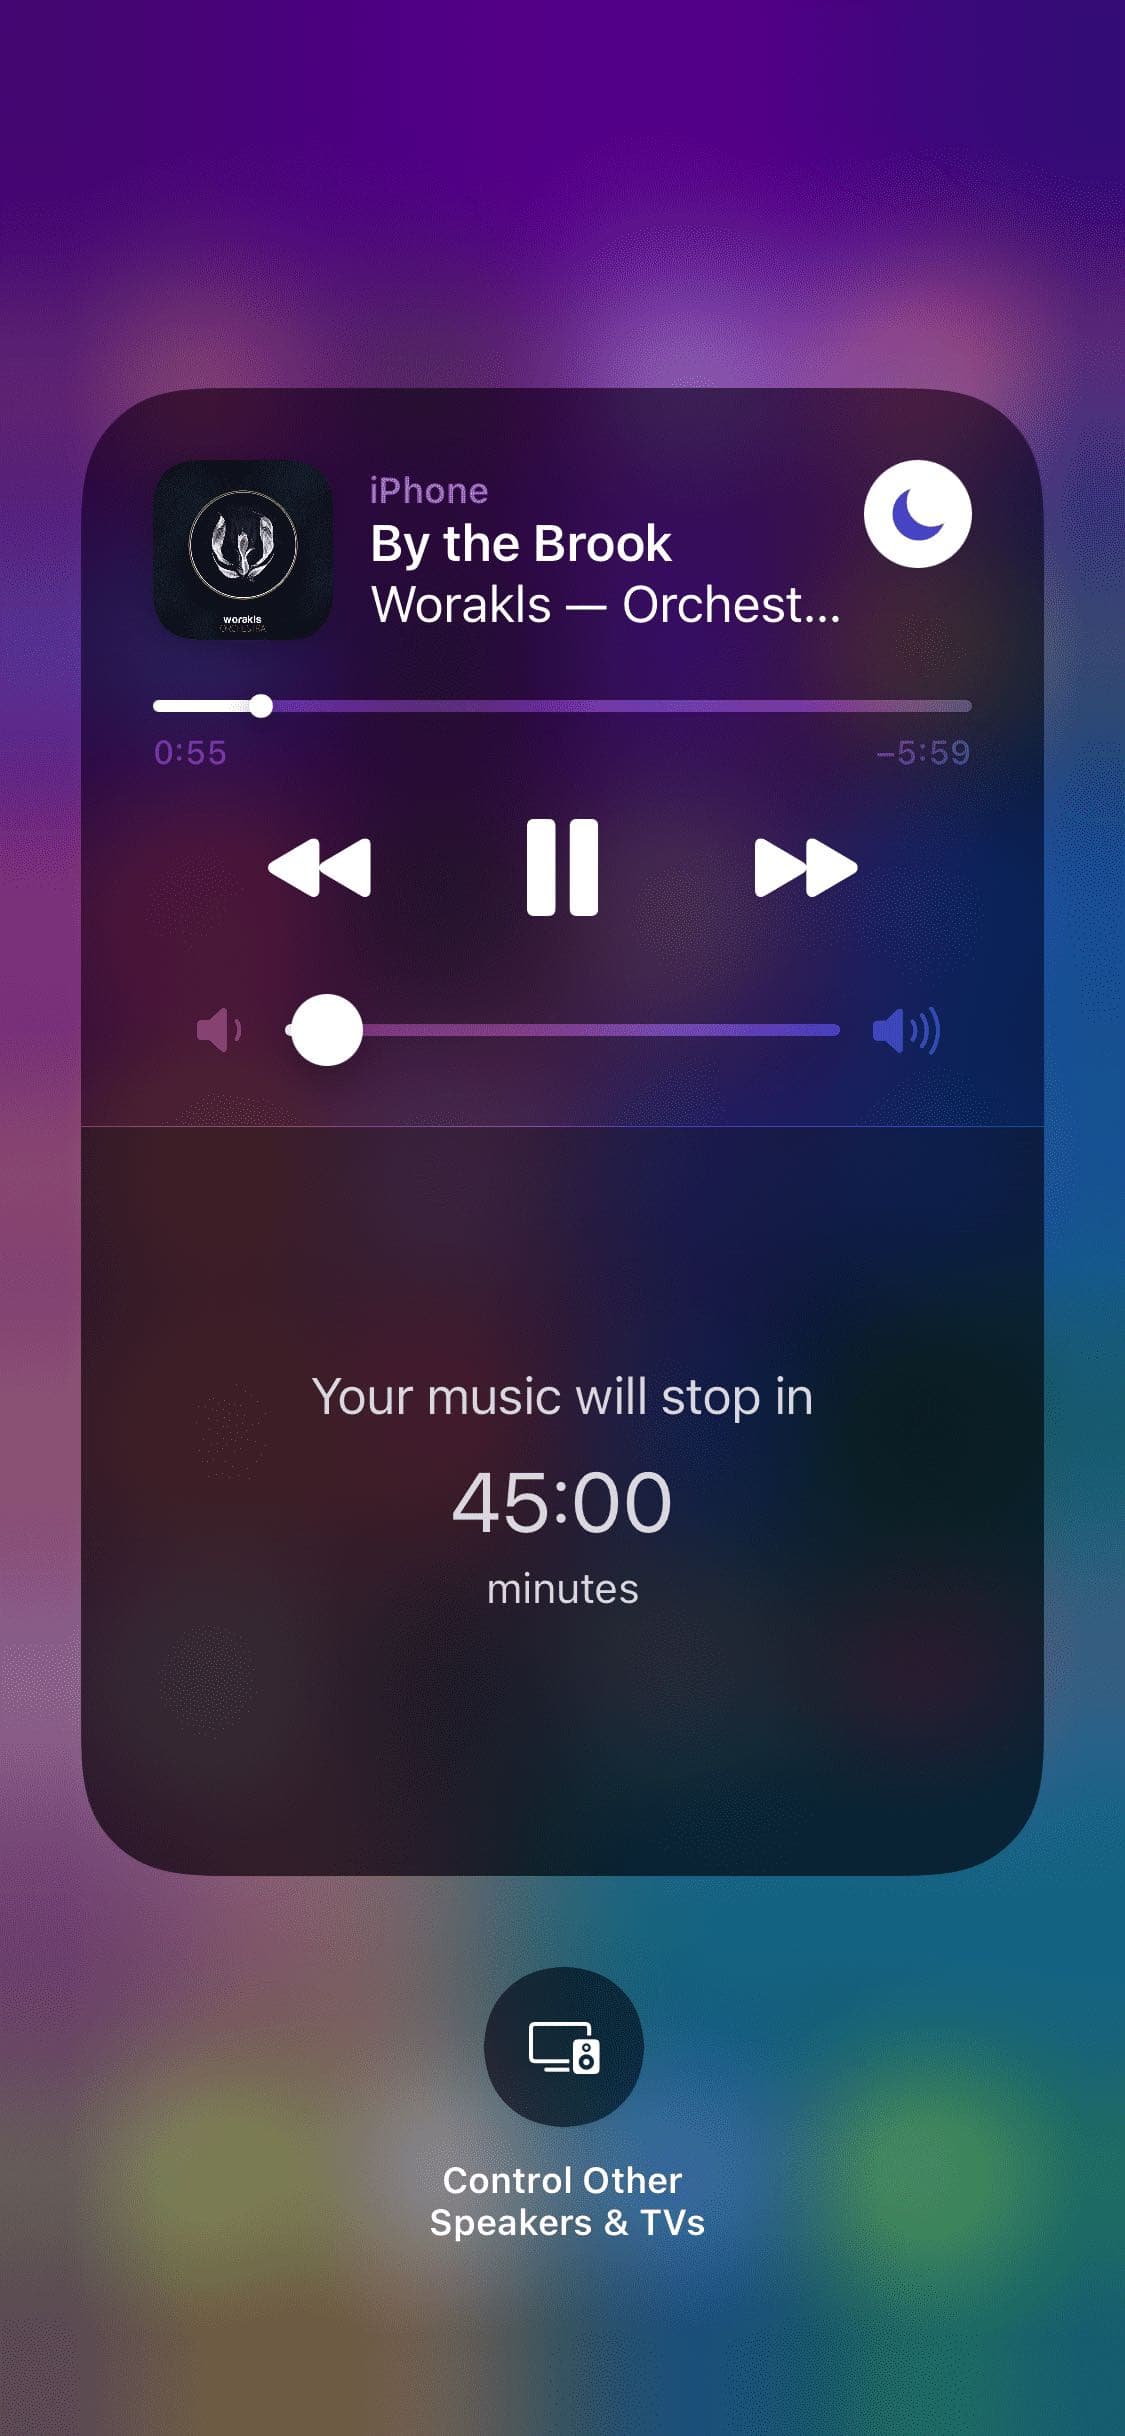 iPhone
By the Brook
Worakls — Orchest...
worakls
ORCHESTRA
0:55
–5:59
Your music will stop in
45:00
minutes
Control Other
Speakers & TVs